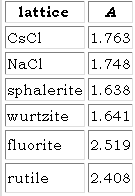 lattice A
CsCl 1.763
NaCl 1.748
sphalerite 1.638
wurtzite 1.641
fluorite 2.519
rutile 2.408